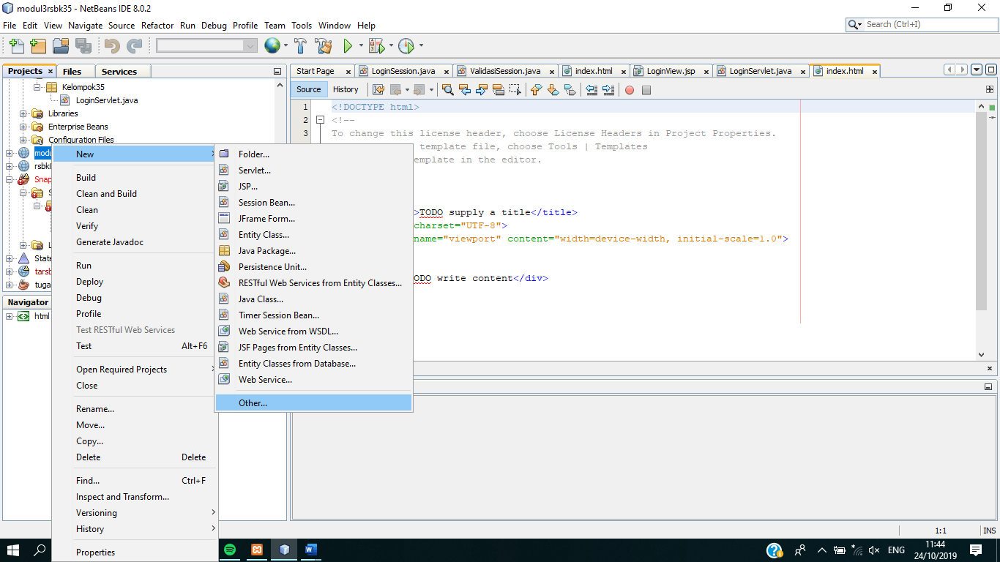 modul3rsbk35 - NetBeans IDE 8.0.2
File Edit View Navigate Source Refactor Run Debug Profile Team Tools Window Help
Search (Ctrl+I)
Projects Files Services
Kelompok35
LoginServlet.java
Libraries
Enterprise Beans
Configuration Files
Snap
State
tarsb
tuga
Navigator
html
New
Build
Clean and Build
Clean
Verify
Generate Javadoc
Run
Deploy
Debug
Profile
Test RESTful Web Services
Test Alt+F6
Open Required Projects
Close
Rename...
Move...
Copy...
Delete Delete
Find... Ctrl+F
Inspect and Transform...
Versioning
History
Properties
Folder...
Servlet...
JSP...
Session Bean...
JFrame Form...
Entity Class...
Java Package...
Persistence Unit...
RESTful Web Services from Entity Classes...
Java Class...
Timer Session Bean...
Web Service from WSDL...
JSF Pages from Entity Classes...
Entity Classes from Database...
Web Service...
Other...
Start Page LoginSession.java ValidasiSession.java index.html LoginView.jsp LoginServlet.java index.html
Source History
1 <!DOCTYPE html>
2 <!--
3 To change this license header, choose License Headers in Project Properties.
template file, choose Tools | Templates
emplate in the editor.
>TODO supply a title</title>
charset="UTF-8">
name="viewport" content="width=device-width, initial-scale=1.0">
ODO write content</div>
1:1 INS
ENG
11:44
24/10/2019